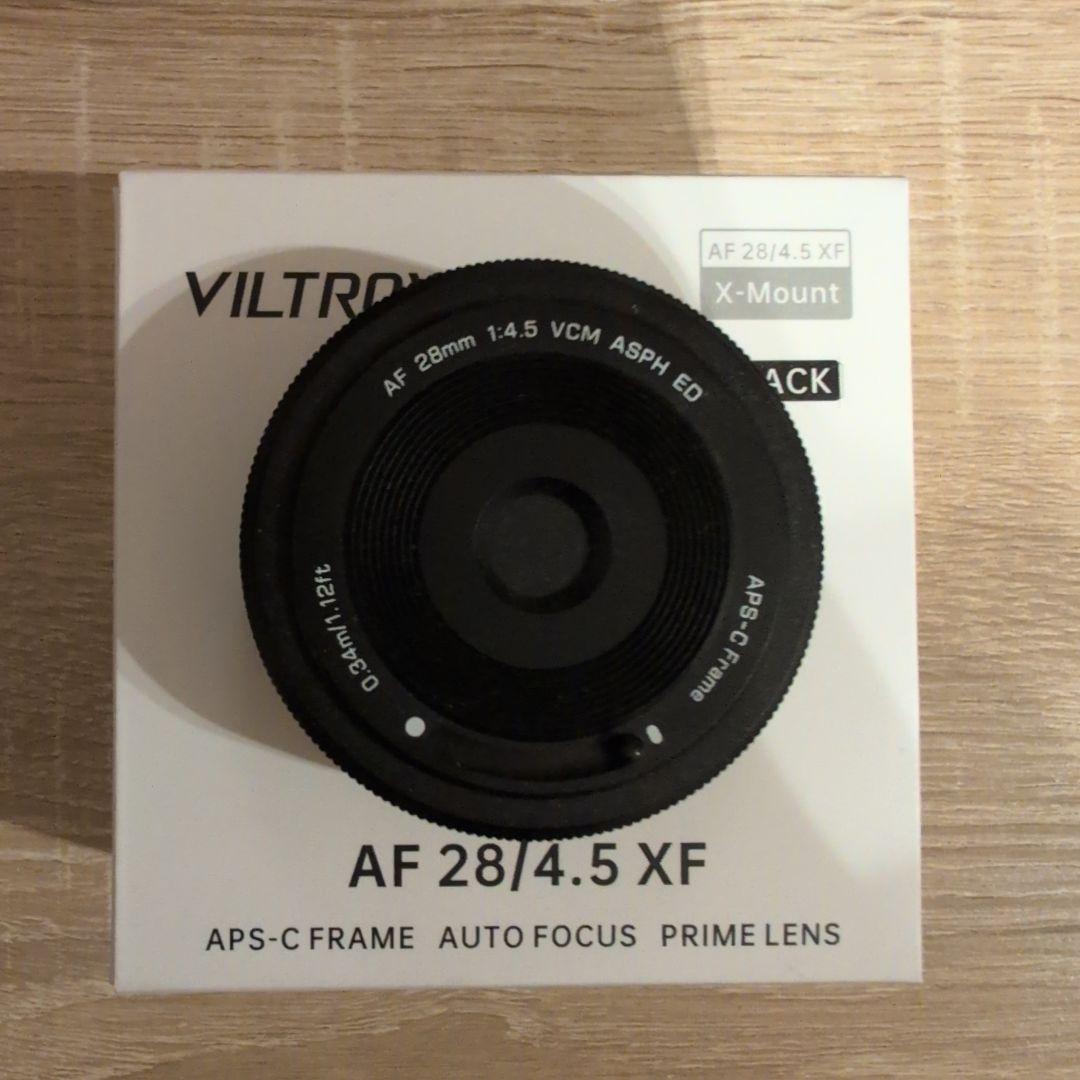 VILTRO
AF 28/4.5 XF
X-Mount
ACK
AF 28mm 1:4.5 VCM ASPH ED
0.34m/1.12ft
APS-C Frame
AF 28/4.5 XF
APS-C FRAME AUTO FOCUS PRIME LENS